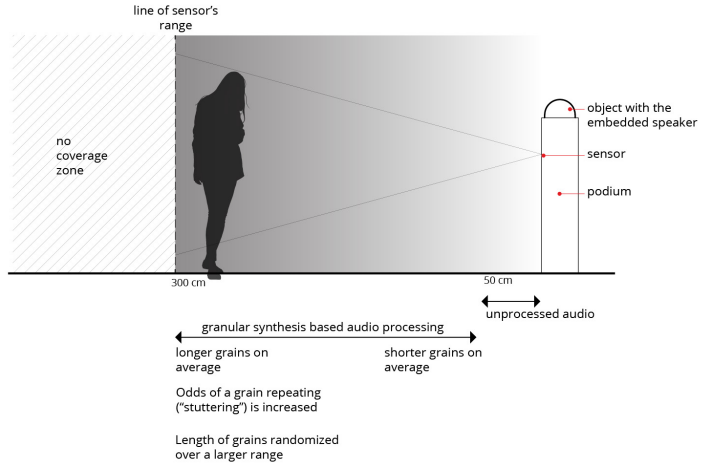 line of sensor's
range
no
coverage
zone
object with the
embedded speaker
sensor
podium
300 cm
50 cm
unprocessed audio
granular synthesis based audio processing
longer grains on
average
shorter grains on
average
Odds of a grain repeating
(“stuttering”) is increased
Length of grains randomized
over a larger range